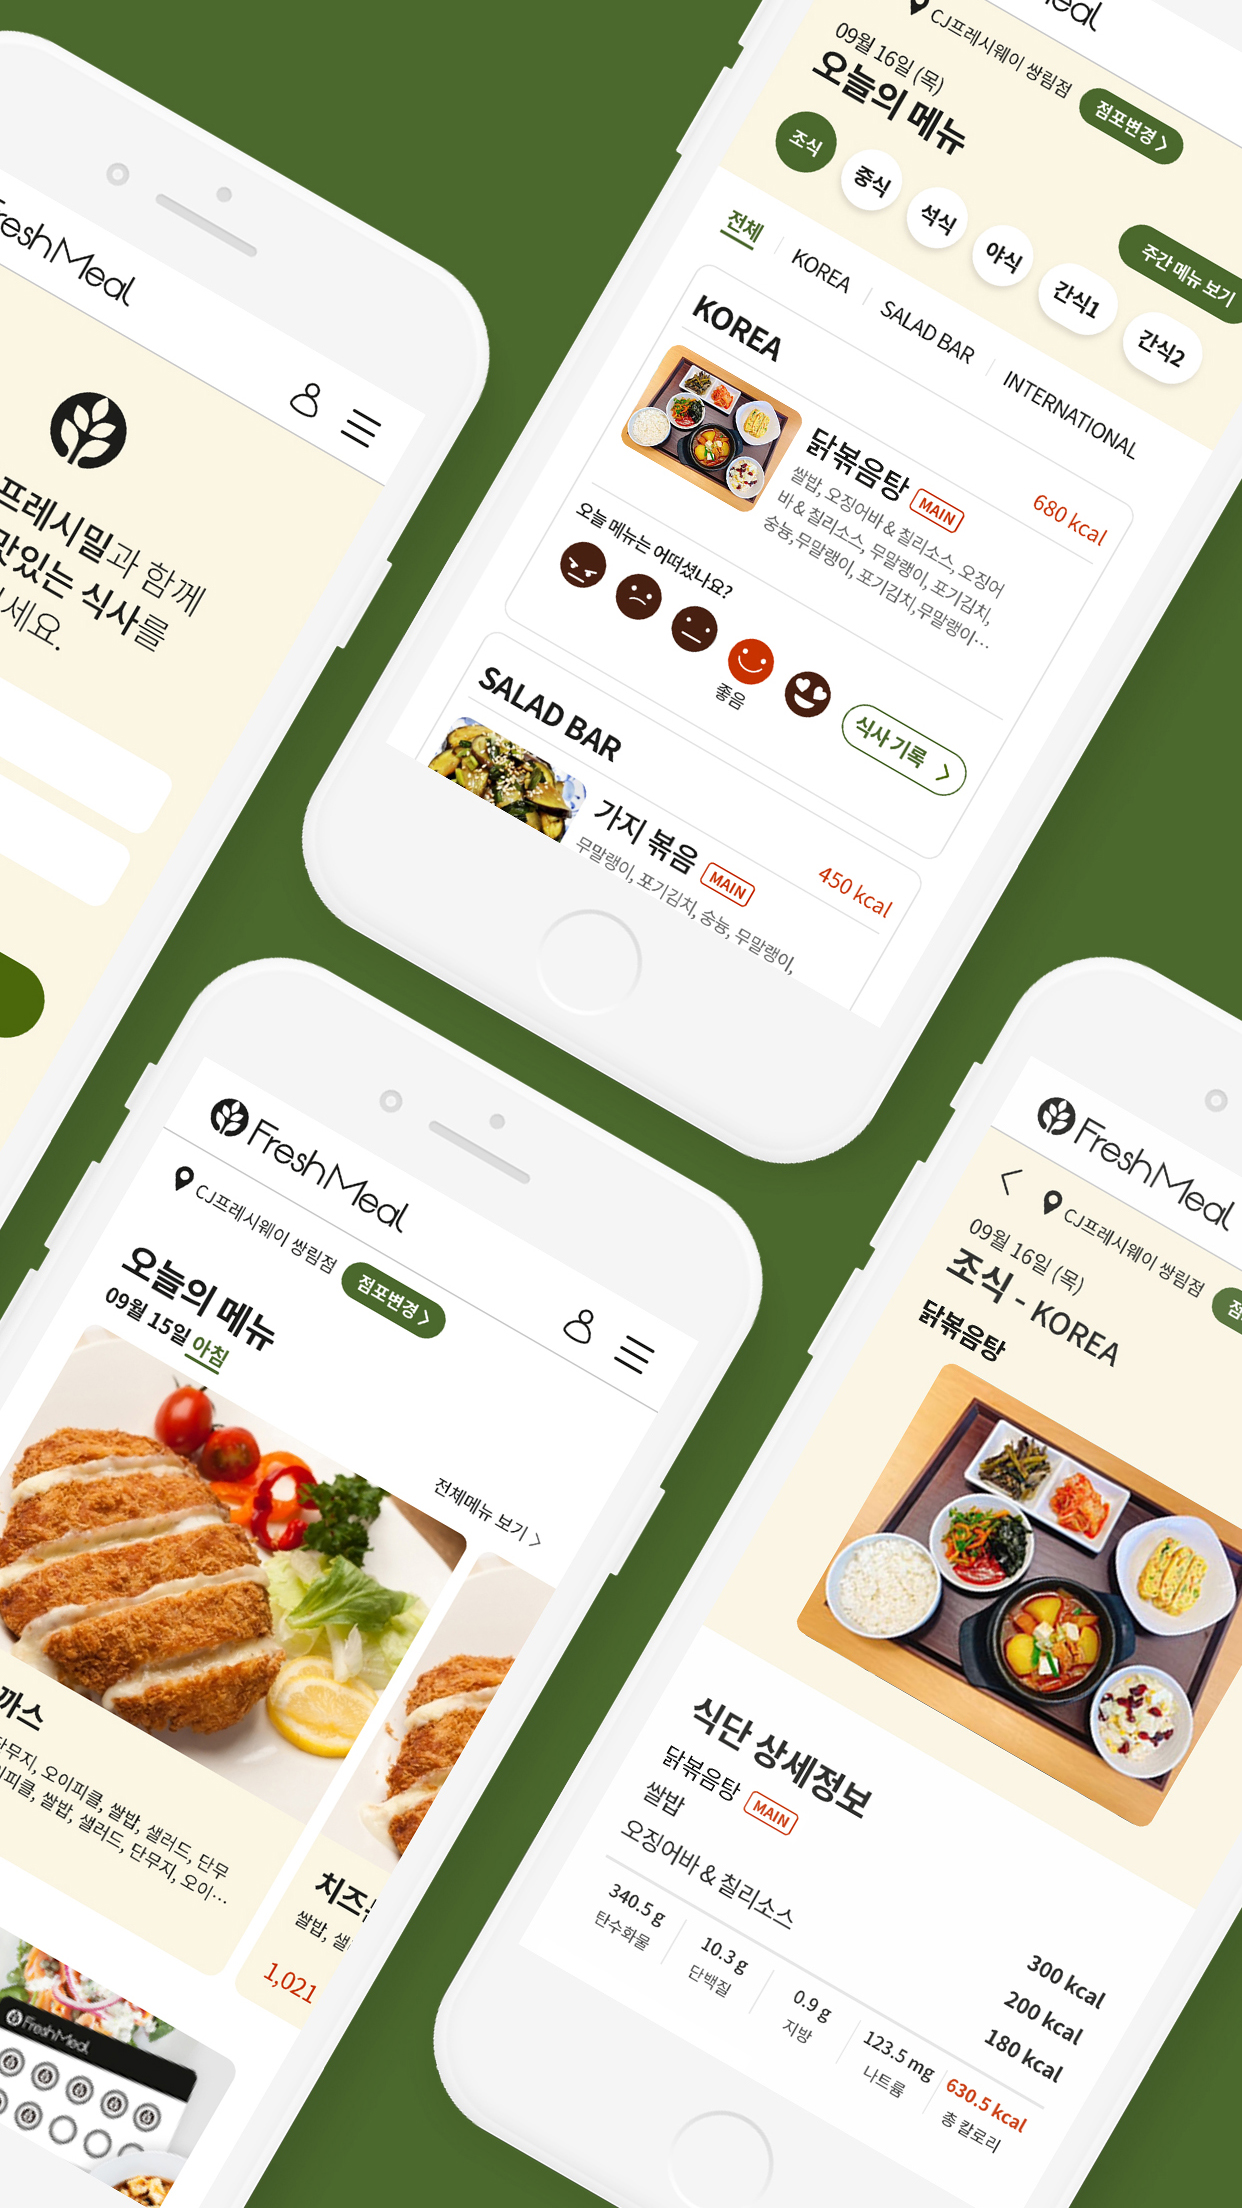 FreshMeal
프레시밀과 함께
맛있는 식사를
세요.
CJ프레시웨이 쌍림점
점포변경 >
09월 16일 (목)
오늘의 메뉴
조식
중식
석식
야식
간식1
간식2
주간 메뉴 보기
전체
KOREA
SALAD BAR
INTERNATIONAL
KOREA
닭볶음탕 MAIN
680 kcal
쌀밥, 오징어바 & 칠리소스, 오징어
바 & 칠리소스, 무말랭이, 포기김치,
숭늉,무말랭이, 포기김치,무말랭이...
오늘 메뉴는 어떠셨나요?
좋음
식사 기록 >
SALAD BAR
가지 볶음 MAIN
450 kcal
무말랭이, 포기김치, 숭늉, 무말랭이,
FreshMeal
CJ프레시웨이 쌍림점
점포변경 >
오늘의 메뉴
09월 15일 아침
전체메뉴 보기 >
까스
단무지, 오이피클, 쌀밥, 샐러드, 단무
이피클, 쌀밥, 샐러드, 단무지, 오이...
치즈
쌀밥, 샐
1,021
FreshMeal
FreshMeal
CJ프레시웨이 쌍림점
09월 16일 (목)
조식 - KOREA
닭볶음탕
식단 상세정보
닭볶음탕 MAIN
300 kcal
쌀밥
200 kcal
오징어바 & 칠리소스
180 kcal
340.5 g
탄수화물
10.3 g
단백질
0.9 g
지방
123.5 mg
나트륨
630.5 kcal
총 칼로리